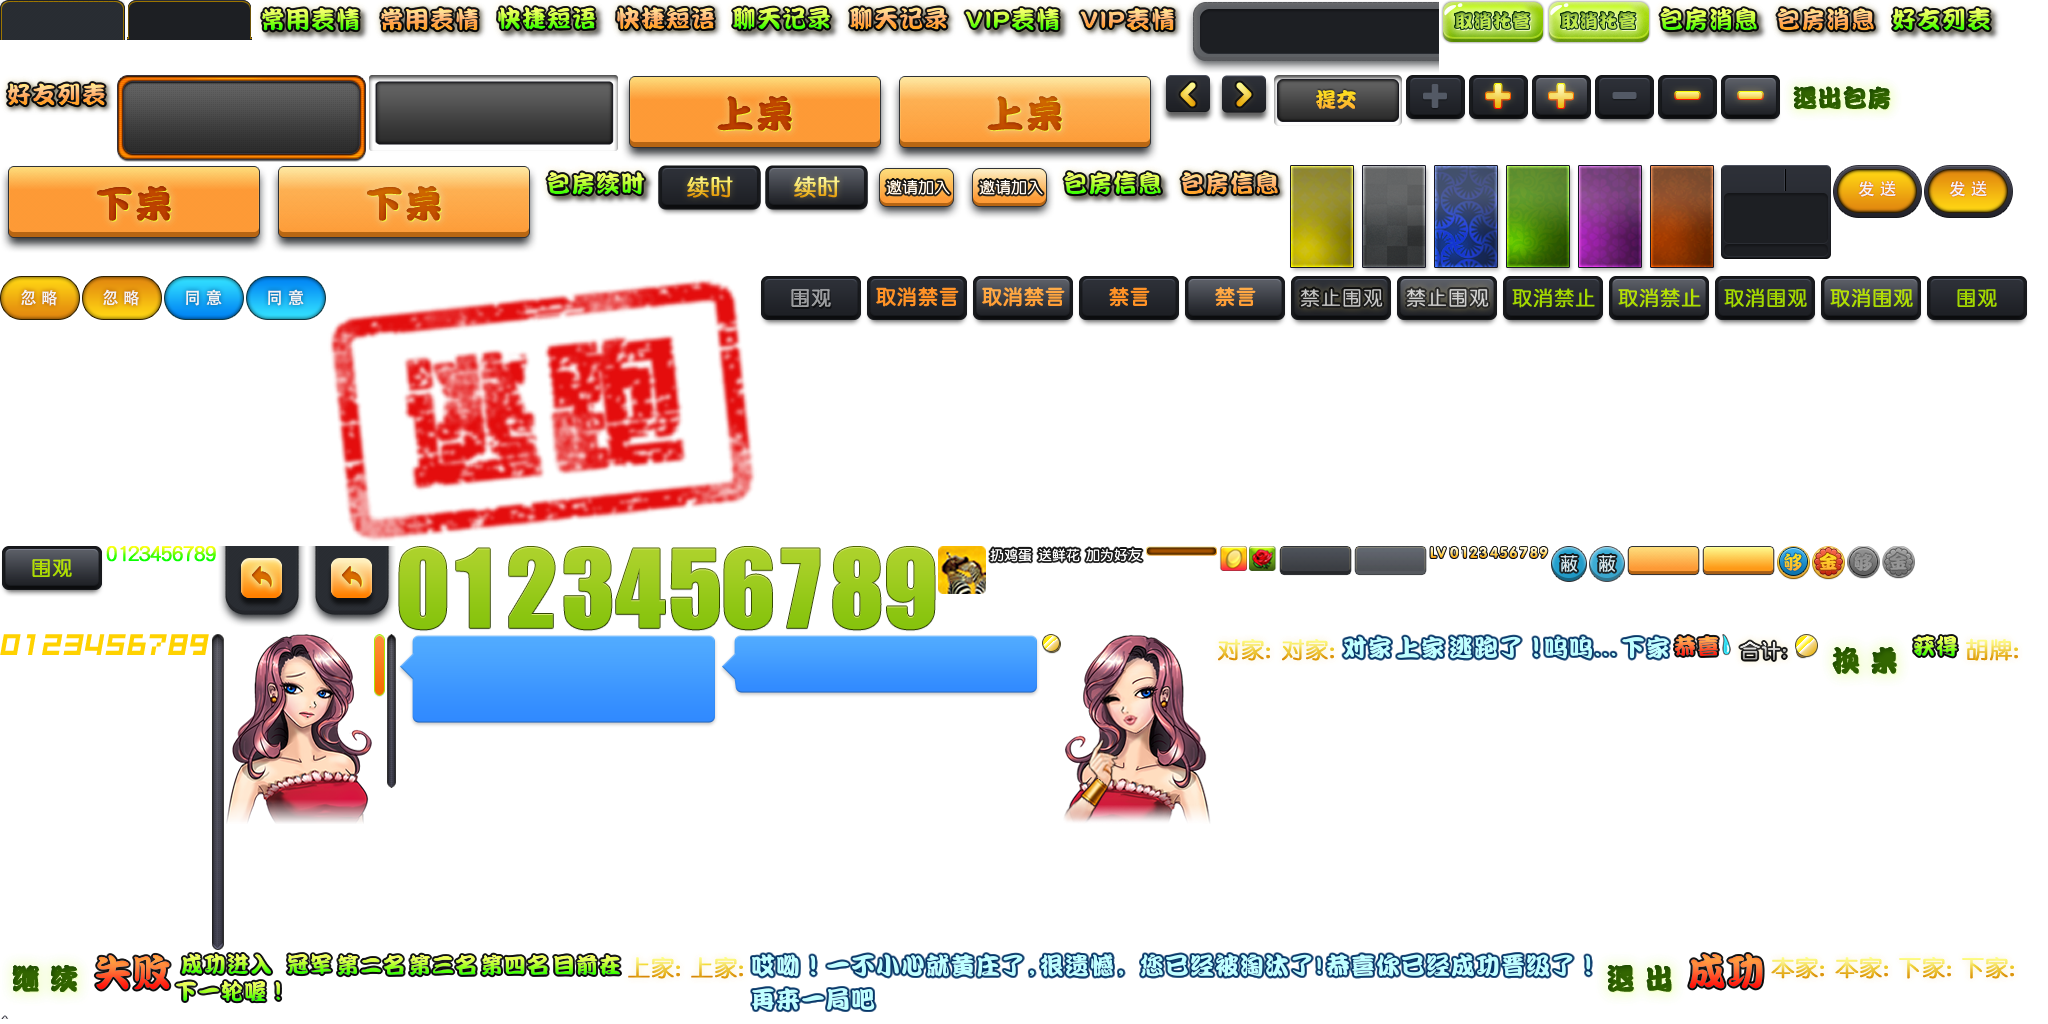 常用表情 常用表情 快捷短语 快捷短语 聊天记录 聊天记录 VIP表情 VIP表情 取消托管 取消托管 包房消息 包房消息 好友列表
好友列表 上桌 上桌 提交 退出包房
下桌 下桌 包房续时 续时 续时 邀请加入 邀请加入 包房信息 包房信息 发送 发送
忽略 忽略 同意 同意 围观 取消禁言 取消禁言 禁言 禁言 禁止围观 禁止围观 取消禁止 取消禁止 取消围观 取消围观 围观
逃跑
围观 0123456789 0123456789 扔鸡蛋 送鲜花 加为好友 LV0123456789 蔽 蔽 够 金 够 金
0123456789 对家: 对家: 对家 上家 逃跑了！呜呜... 下家 恭喜 合计: 换桌 获得 胡牌:
继续 失败 成功进入 冠军 第二名 第三名 第四名 目前在 上家: 上家: 哎呦！一不小心就黄庄了,很遗憾，您已经被淘汰了!恭喜你已经成功晋级了！ 退出 成功 本家: 本家: 下家: 下家:
下一轮喔！ 再来一局吧